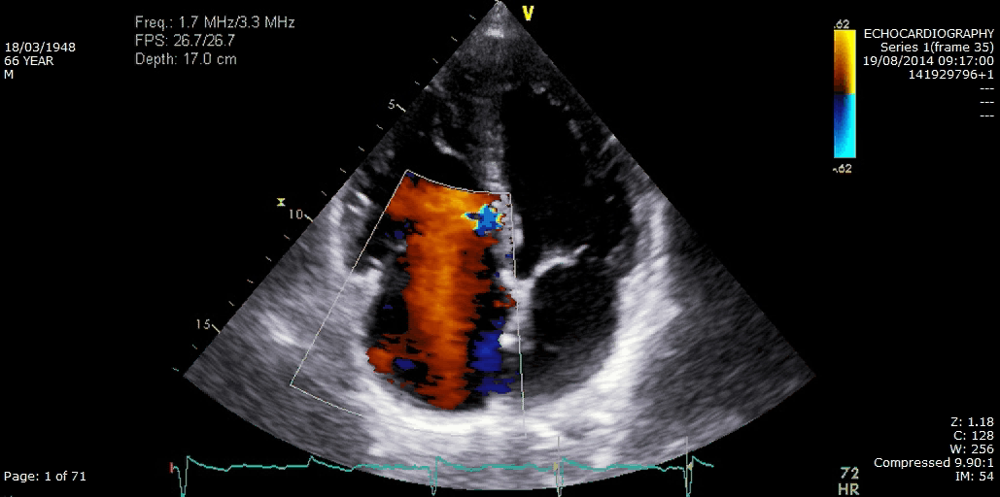 18/03/1948
66 YEAR
M
Freq.: 1.7 MHz/3.3 MHz
FPS: 26.7/26.7
Depth: 17.0 cm
V
.62
-.62
ECHOCARDIOGRAPHY
Series 1(frame 35)
19/08/2014 09:17:00
141929796+1
---
---
---
5
10
15
Z: 1.18
C: 128
W: 256
Compressed 9.90:1
IM: 54
Page: 1 of 71
72
HR